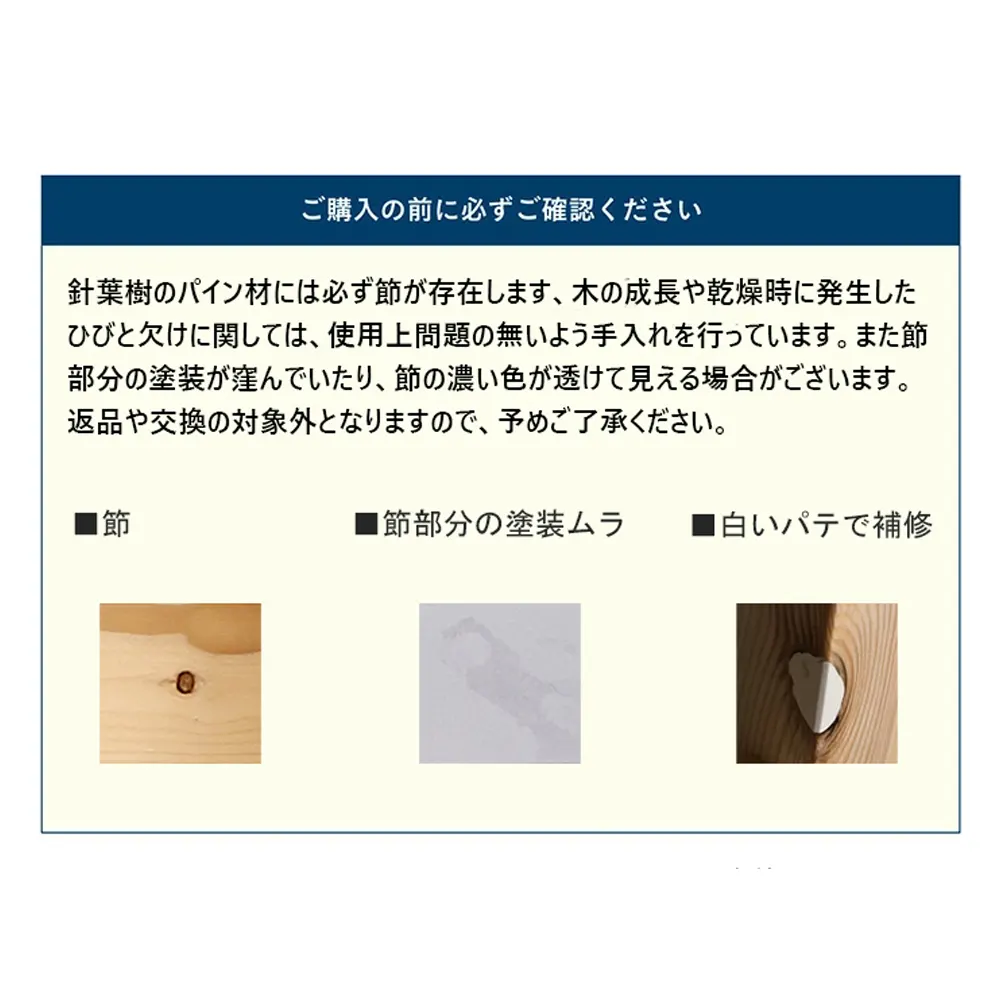 ご購入の前に必ずご確認ください
針葉樹のパイン材には必ず節が存在します、木の成長や乾燥時に発生した
ひびと欠けに関しては、使用上問題の無いよう手入れを行っています。また節
部分の塗装が窪んでいたり、節の濃い色が透けて見える場合がございます。
返品や交換の対象外となりますので、予めご了承ください。
■節
■節部分の塗装ムラ
■白いパテで補修